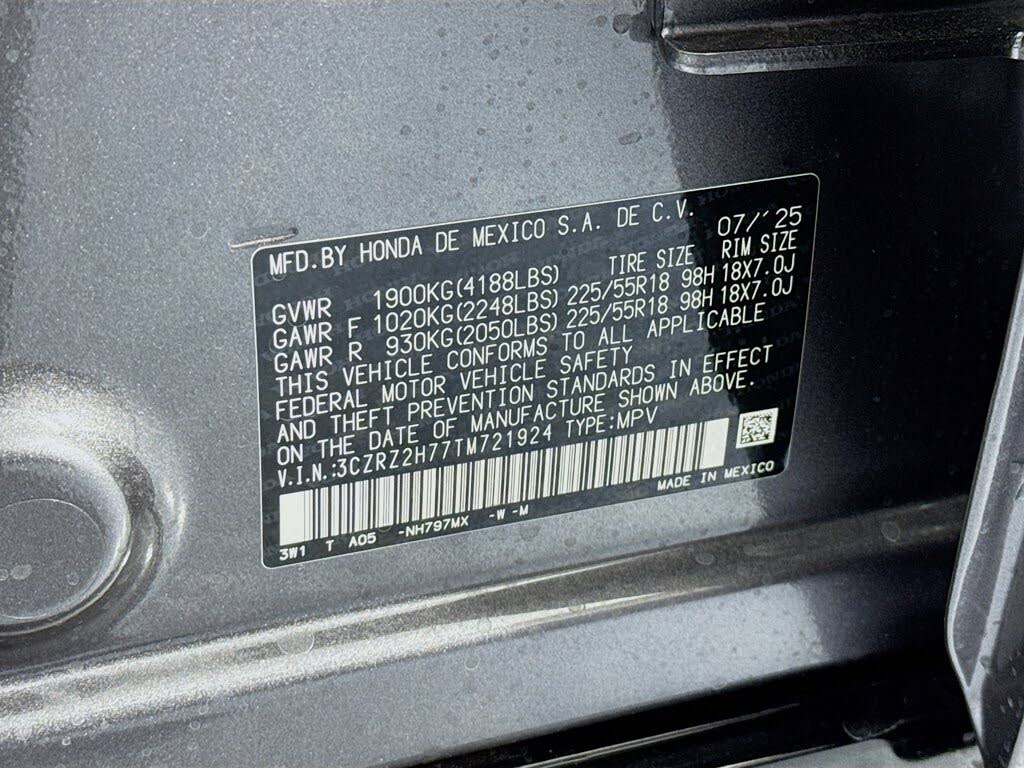 MFD.BY HONDA DE MEXICO S.A. DE C.V. 07/'25
TIRE SIZE RIM SIZE
GVWR 1900KG(4188LBS)
GAWR F 1020KG(2248LBS) 225/55R18 98H 18X7.0J
GAWR R 930KG(2050LBS) 225/55R18 98H 18X7.0J
THIS VEHICLE CONFORMS TO ALL APPLICABLE
FEDERAL MOTOR VEHICLE SAFETY
AND THEFT PREVENTION STANDARDS IN EFFECT
ON THE DATE OF MANUFACTURE SHOWN ABOVE.
V.I.N.:3CZRZ2H77TM721924 TYPE:MPV
MADE IN MEXICO
3W1 T A05 -NH797MX -W -M